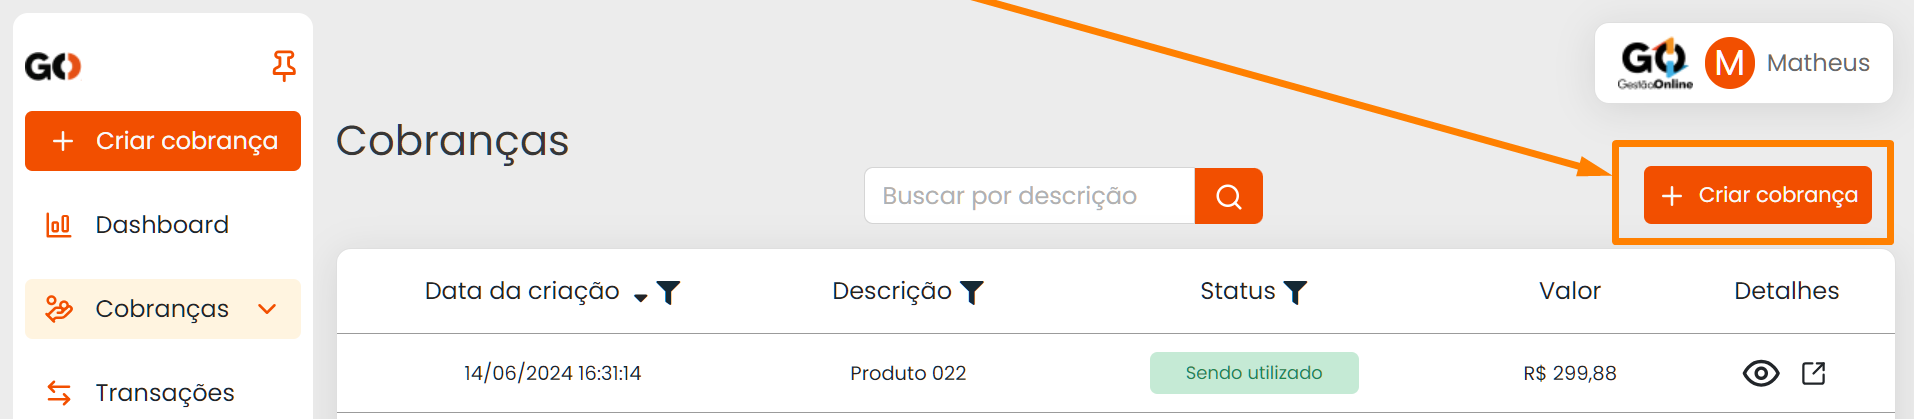 GO
Criar cobrança
Dashboard
Cobranças
Transações
GO
GestãoOnline
M
Matheus
Cobranças
Buscar por descrição
Criar cobrança
Data da criação Descrição Status Valor Detalhes
14/06/2024 16:31:14 Produto 022 Sendo utilizado R$ 299,88